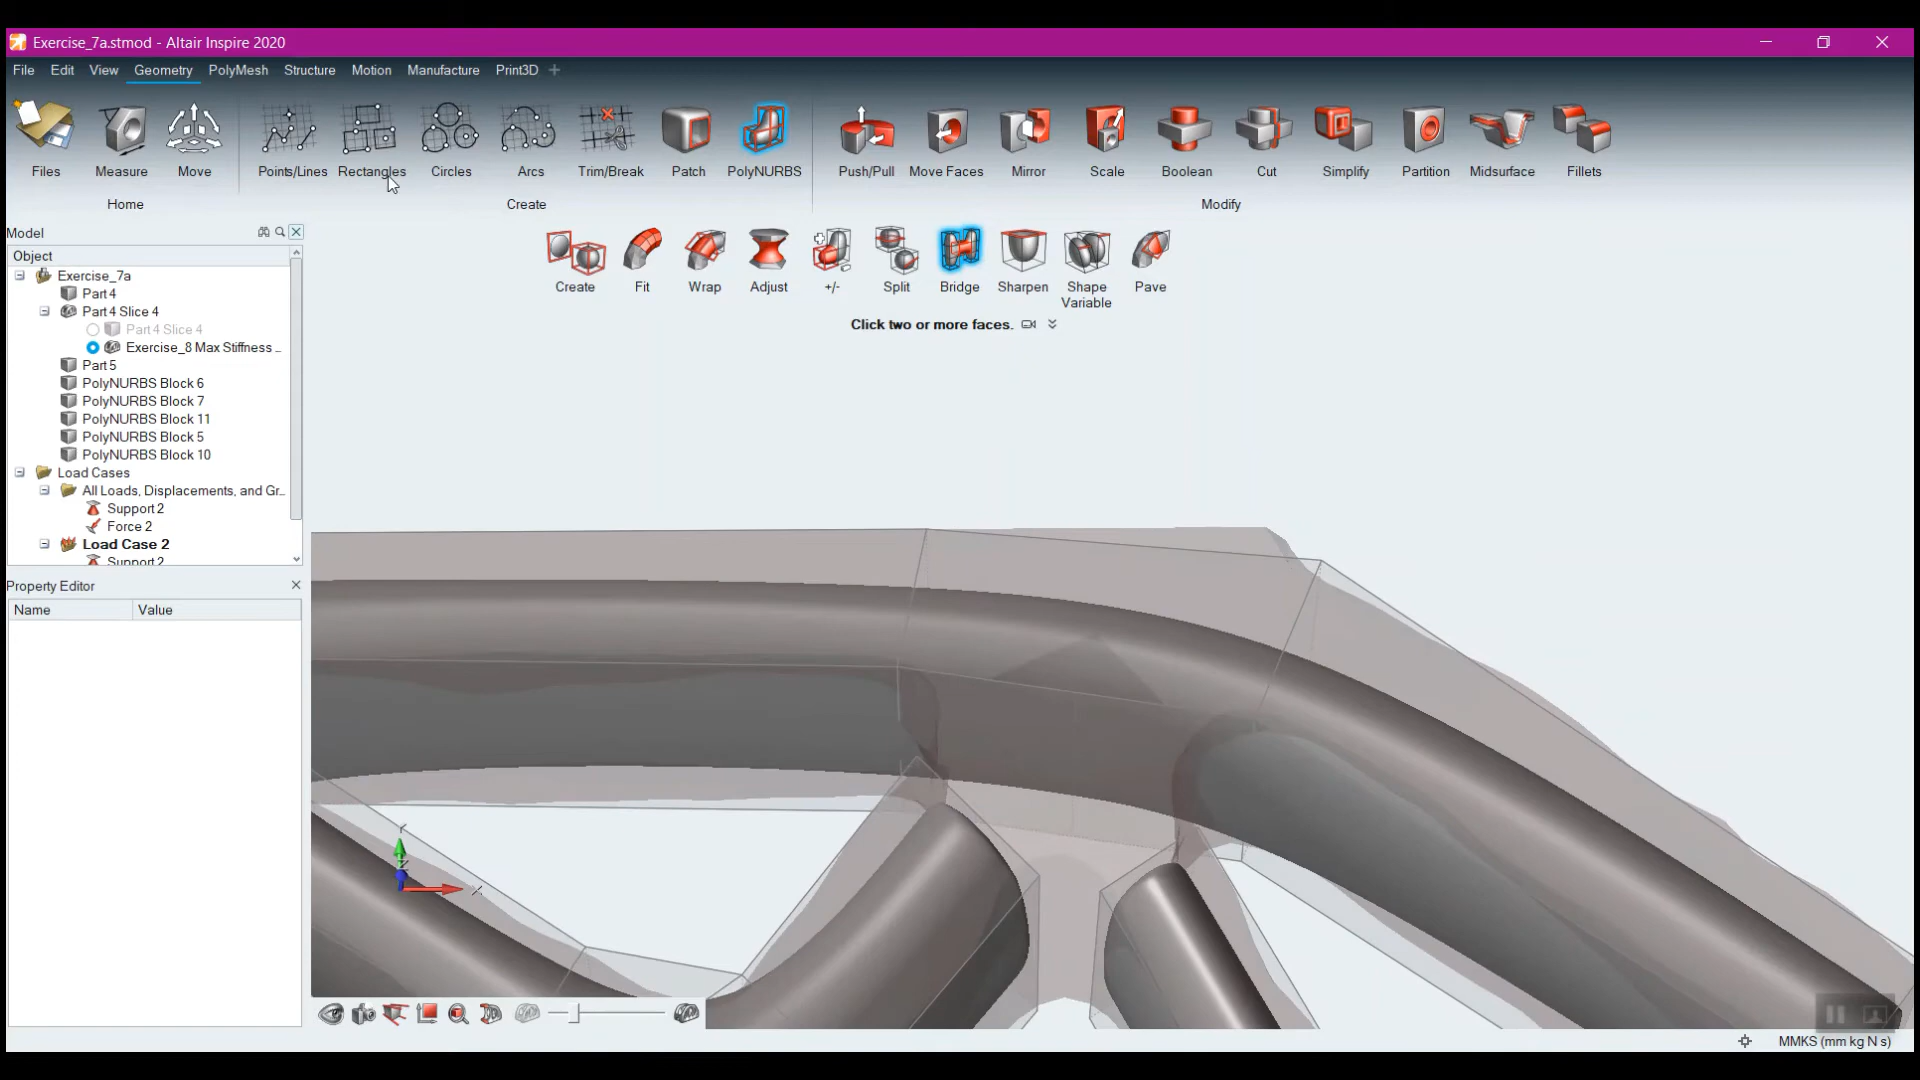 Exercise_7a.stmod - Altair Inspire 2020
File Edit View Geometry PolyMesh Structure Motion Manufacture Print3D
Files Measure Move Points/Lines Rectangles Circles Arcs Trim/Break Patch PolyNURBS Push/Pull Move Faces Mirror Scale Boolean Cut Simplify Partition Midsurface Fillets
Home Create Modify
Create Fit Wrap Adjust +/- Split Bridge Sharpen Shape Variable Pave
Click two or more faces.
Model
Object
Exercise_7a
Part 4
Part 4 Slice 4
Part 4 Slice 4
Exercise_8 Max Stiffness ..
Part 5
PolyNURBS Block 6
PolyNURBS Block 7
PolyNURBS Block 11
PolyNURBS Block 5
PolyNURBS Block 10
Load Cases
All Loads, Displacements, and Gr...
Support 2
Force 2
Load Case 2
Support 2
Property Editor
Name Value
Y
X
MMKS (mm kg N s)